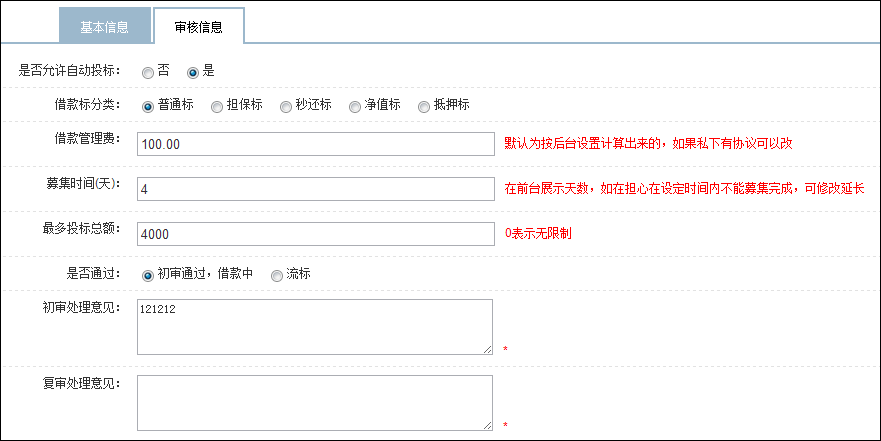 基本信息 审核信息
是否允许自动投标： 否 是
借款标分类： 普通标 担保标 秒还标 净值标 抵押标
借款管理费： 100.00 默认为按后台设置计算出来的，如果私下有协议可以改
募集时间(天)： 4 在前台展示天数，如在担心在设定时间内不能募集完成，可修改延长
最多投标总额： 4000 0表示无限制
是否通过： 初审通过，借款中 流标
初审处理意见： 121212
*
复审处理意见：
*